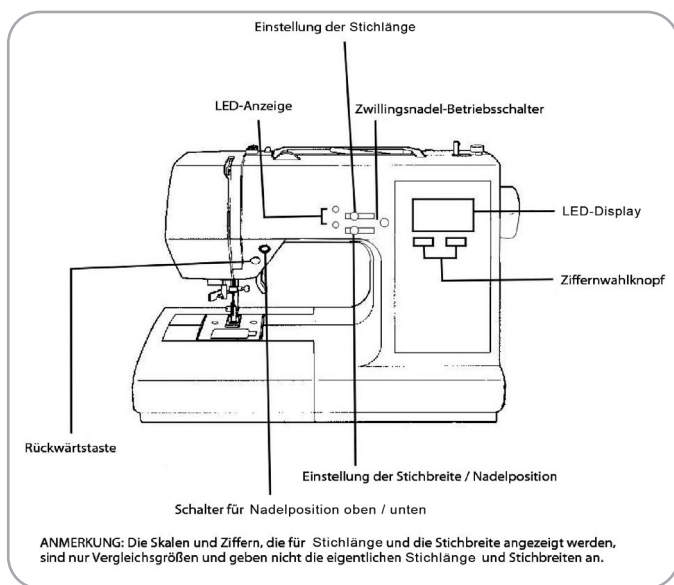 Einstellung der Stichlänge
LED-Anzeige
Zwillingsnadel-Betriebsschalter
LED-Display
Ziffernwahlknopf
Rückwärtstaste
Einstellung der Stichbreite / Nadelposition
Schalter für Nadelposition oben / unten
ANMERKUNG: Die Skalen und Ziffern, die für Stichlänge und die Stichbreite angezeigt werden,
sind nur Vergleichsgrößen und geben nicht die eigentlichen Stichlänge und Stichbreiten an.